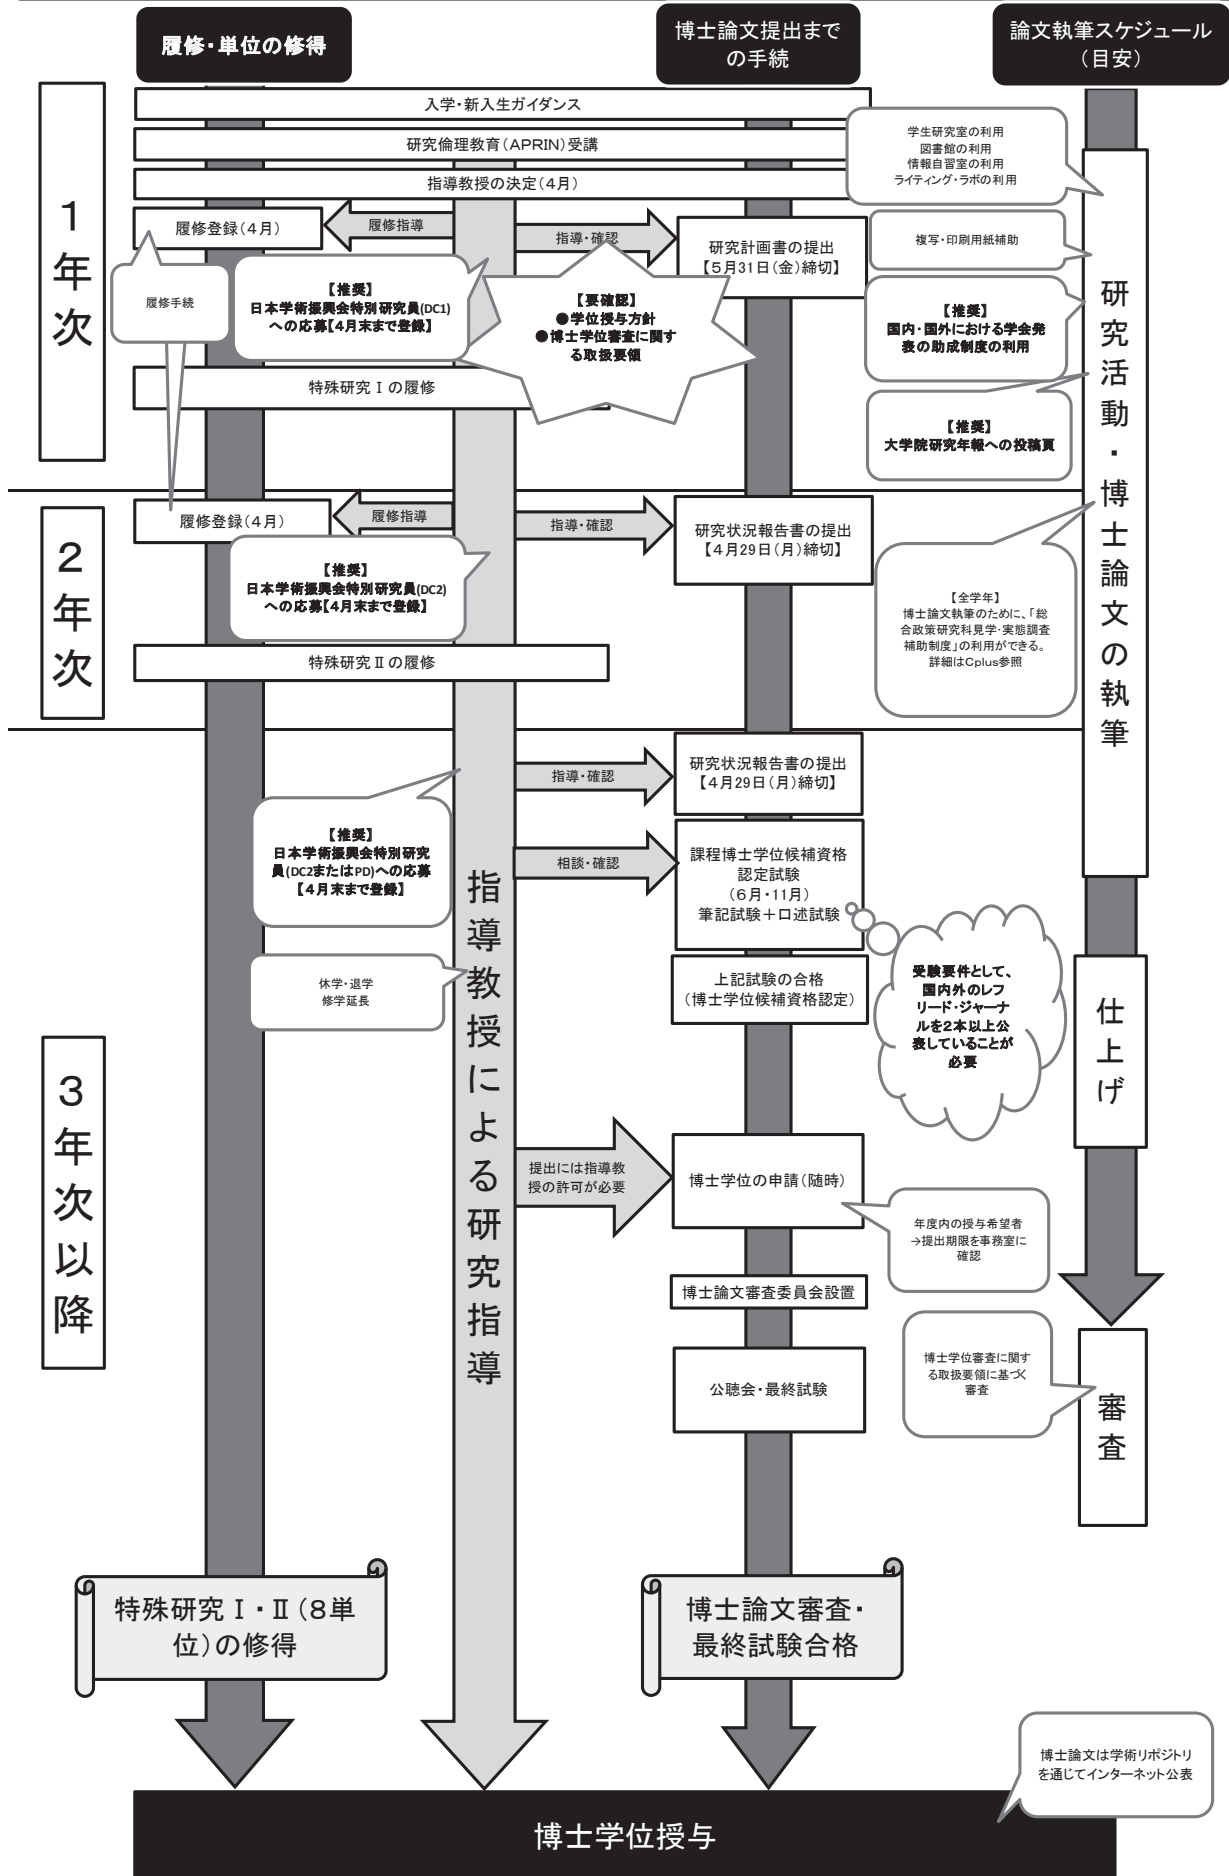 履修・単位の修得
博士論文提出まで
の手続
論文執筆スケジュール
（目安）
1年次
入学・新入生ガイダンス
研究倫理教育（APRIN）受講
指導教授の決定（4月）
学生研究室の利用
図書館の利用
情報自習室の利用
ライティング・ラボの利用
履修登録（4月）
履修指導
指導・確認
研究計画書の提出
【5月31日（金）締切】
複写・印刷用紙補助
履修手続
【推奨】
日本学術振興会特別研究員(DC1)
への応募【4月末まで登録】
【要確認】
●学位授与方針
●博士学位審査に関す
る取扱要領
【推奨】
国内・国外における学会発
表の助成制度の利用
特殊研究Ⅰの履修
【推奨】
大学院研究年報への投稿頁
研究活動・博士論文の執筆
2年次
履修登録（4月）
履修指導
指導・確認
研究状況報告書の提出
【4月29日（月）締切】
【推奨】
日本学術振興会特別研究員(DC2)
への応募【4月末まで登録】
【全学年】
博士論文執筆のために、「総
合政策研究科見学・実態調査
補助制度」の利用ができる。
詳細はCplus参照
特殊研究Ⅱの履修
3年次以降
指導・確認
研究状況報告書の提出
【4月29日（月）締切】
【推奨】
日本学術振興会特別研究
員(DC2またはPD)への応募
【4月末まで登録】
相談・確認
課程博士学位候補資格
認定試験
（6月・11月）
筆記試験＋口述試験
指導教授による研究指導
休学・退学
修学延長
上記試験の合格
（博士学位候補資格認定）
受験要件として、
国内外のレフ
リード・ジャーナ
ルを2本以上公
表していることが
必要
仕上げ
提出には指導教
授の許可が必要
博士学位の申請（随時）
年度内の授与希望者
→提出期限を事務室に
確認
博士論文審査委員会設置
博士学位審査に関す
る取扱要領に基づく
審査
公聴会・最終試験
審査
特殊研究Ⅰ・Ⅱ（8単
位）の修得
博士論文審査・
最終試験合格
博士論文は学術リポジトリ
を通じてインターネット公表
博士学位授与